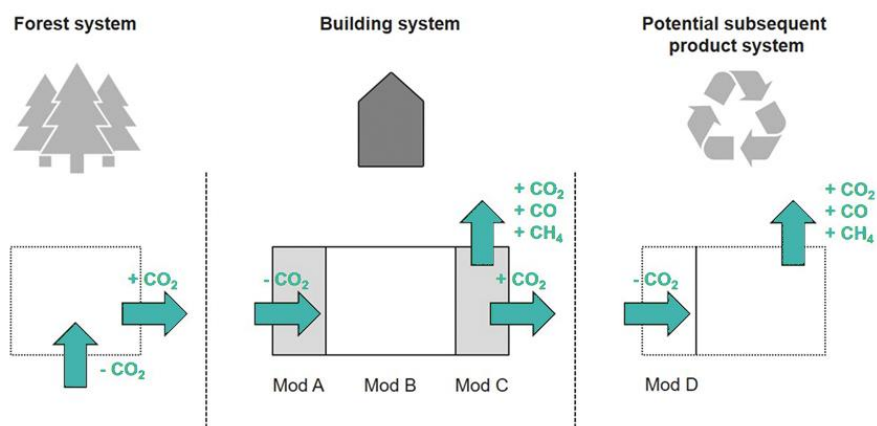 Forest system
Building system
Potential subsequent
product system
+ CO₂
- CO₂
- CO₂
+ CO₂
+ CO
+ CH₄
+ CO₂
- CO₂
+ CO₂
+ CO
+ CH₄
Mod A
Mod B
Mod C
Mod D